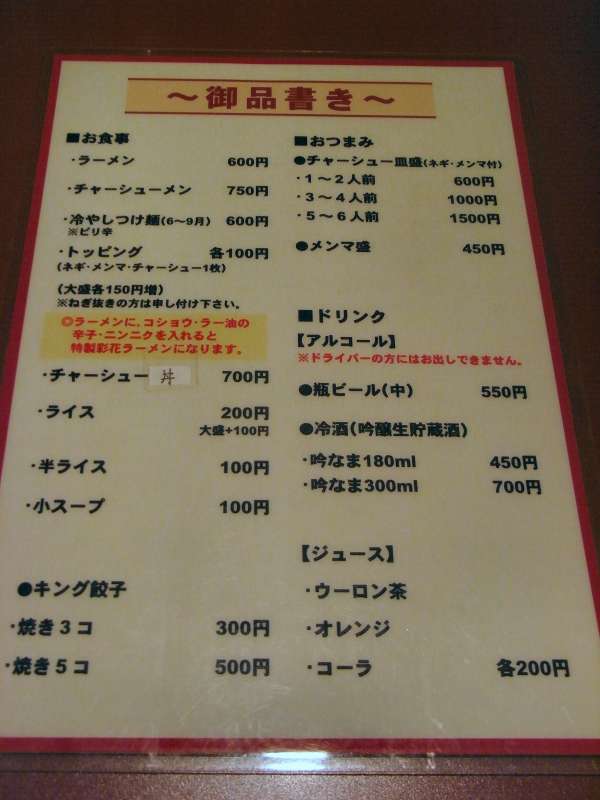 ～御品書き～
■お食事
・ラーメン 600円
・チャーシューメン 750円
・冷やしつけ麺(6～9月) 600円
※ピリ辛
・トッピング 各100円
(ネギ・メンマ・チャーシュー1枚)
(大盛各150円増)
※ねぎ抜きの方は申し付け下さい。
◎ラーメンに、コショウ・ラー油の
辛子・ニンニクを入れると
特製彩花ラーメンになります。
・チャーシュー丼 700円
・ライス 200円
大盛+100円
・半ライス 100円
・小スープ 100円
●キング餃子
・焼き3コ 300円
・焼き5コ 500円
■おつまみ
●チャーシュー皿盛(ネギ・メンマ付)
・1～2人前 600円
・3～4人前 1000円
・5～6人前 1500円
●メンマ盛 450円
■ドリンク
【アルコール】
※ドライバーの方にはお出しできません。
●瓶ビール(中) 550円
●冷酒(吟醸生貯蔵酒)
・吟なま180ml 450円
・吟なま300ml 700円
【ジュース】
・ウーロン茶
・オレンジ
・コーラ 各200円